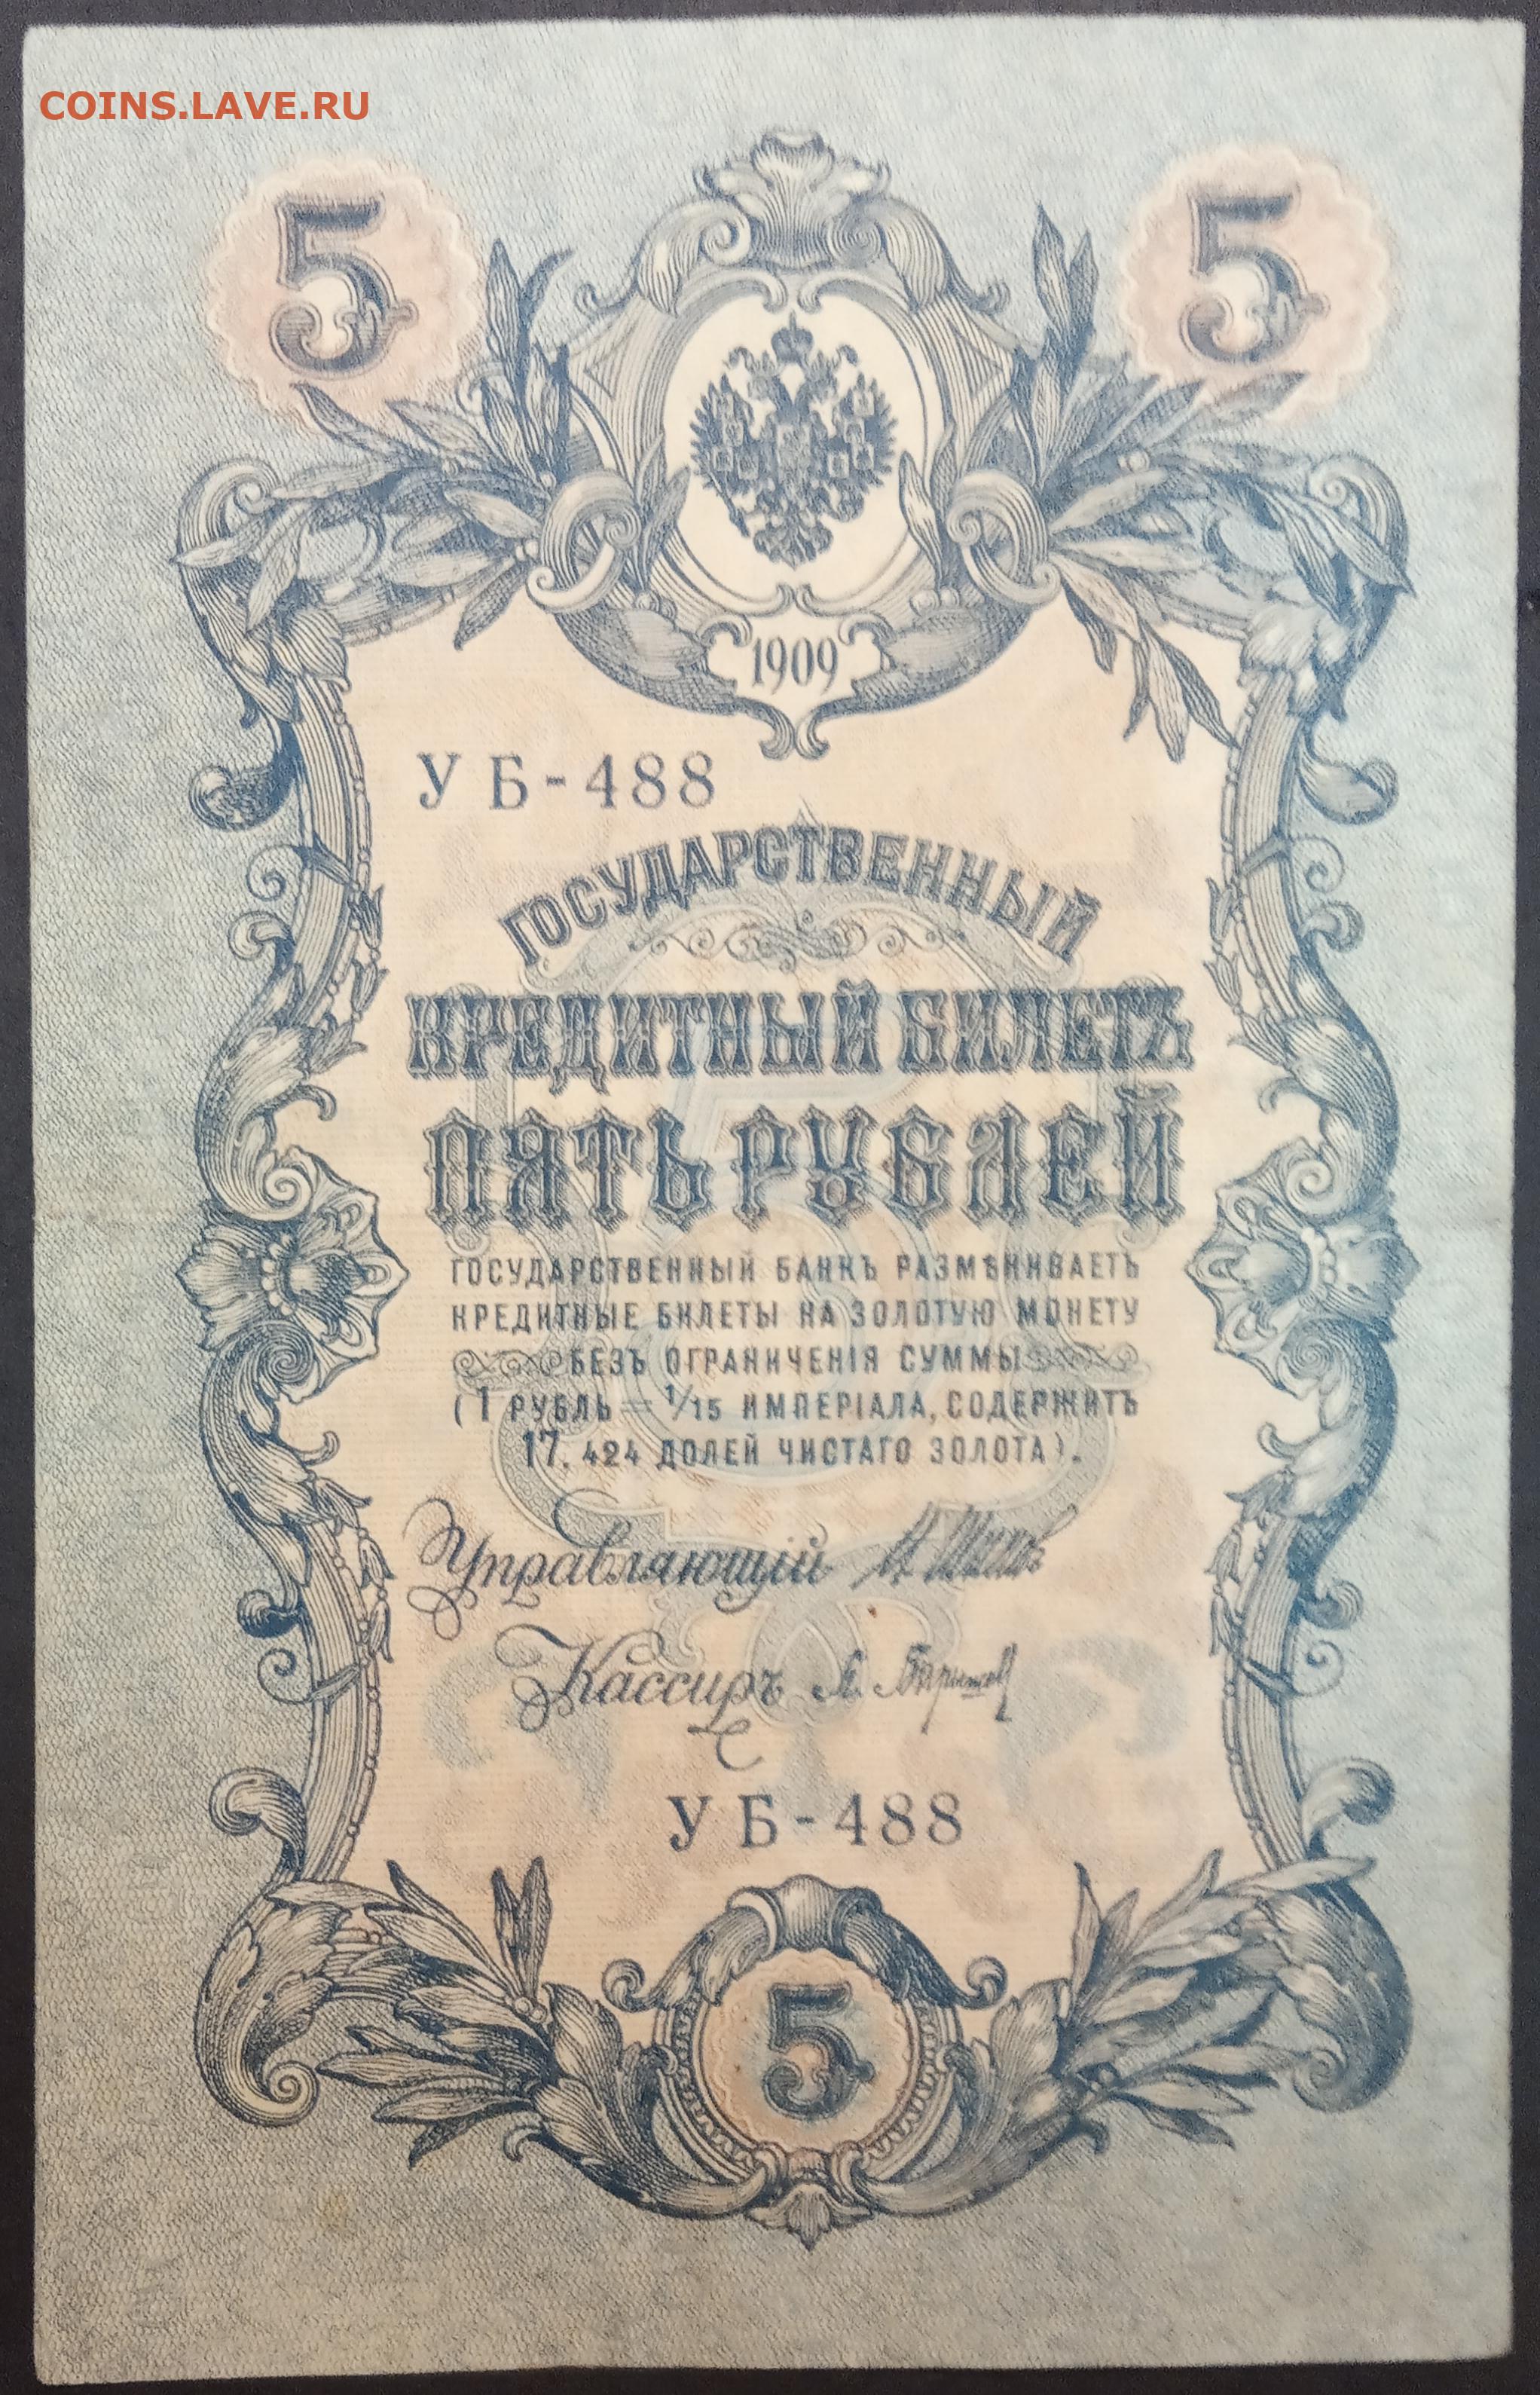 COINS.LAVE.RU
5 5
1909
УБ-488
ГОСУДАРСТВЕННЫЙ
КРЕДИТНЫЙ БИЛЕТЪ
ПЯТЬ РУБЛЕЙ
ГОСУДАРСТВЕННЫЙ БАНКЪ РАЗМѢНИВАЕТЪ
КРЕДИТНЫЕ БИЛЕТЫ НА ЗОЛОТУЮ МОНЕТУ
БЕЗЪ ОГРАНИЧЕНІЯ СУММЫ
(1 РУБЛЬ = 1/15 ИМПЕРІАЛА, СОДЕРЖИТЪ
17.424 ДОЛЕЙ ЧИСТАГО ЗОЛОТА).
Управляющій И Шиповъ
Кассиръ
УБ-488
5